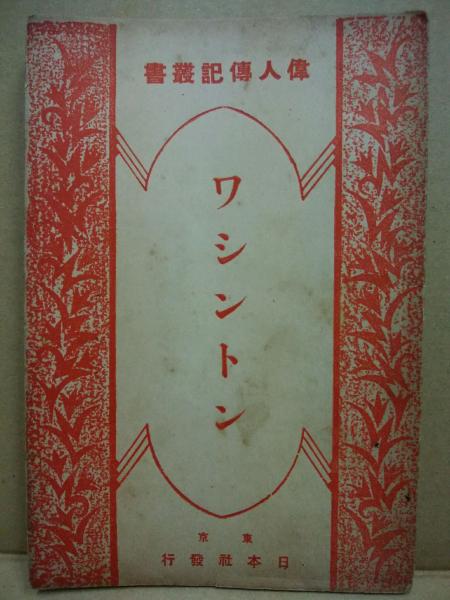 偉人傳記叢書
ワシントン
東京
日本社發行